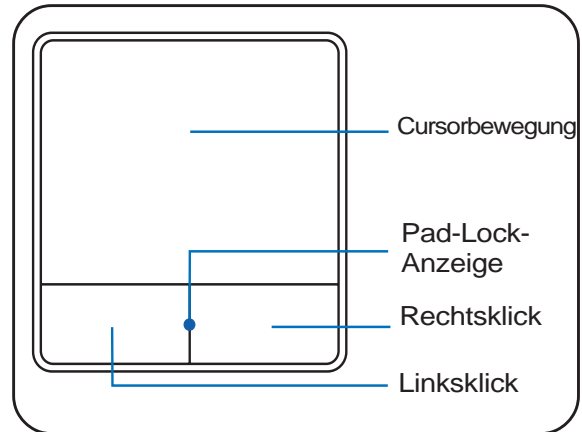 Cursorbewegung
Pad-Lock-
Anzeige
Rechtsklick
Linksklick